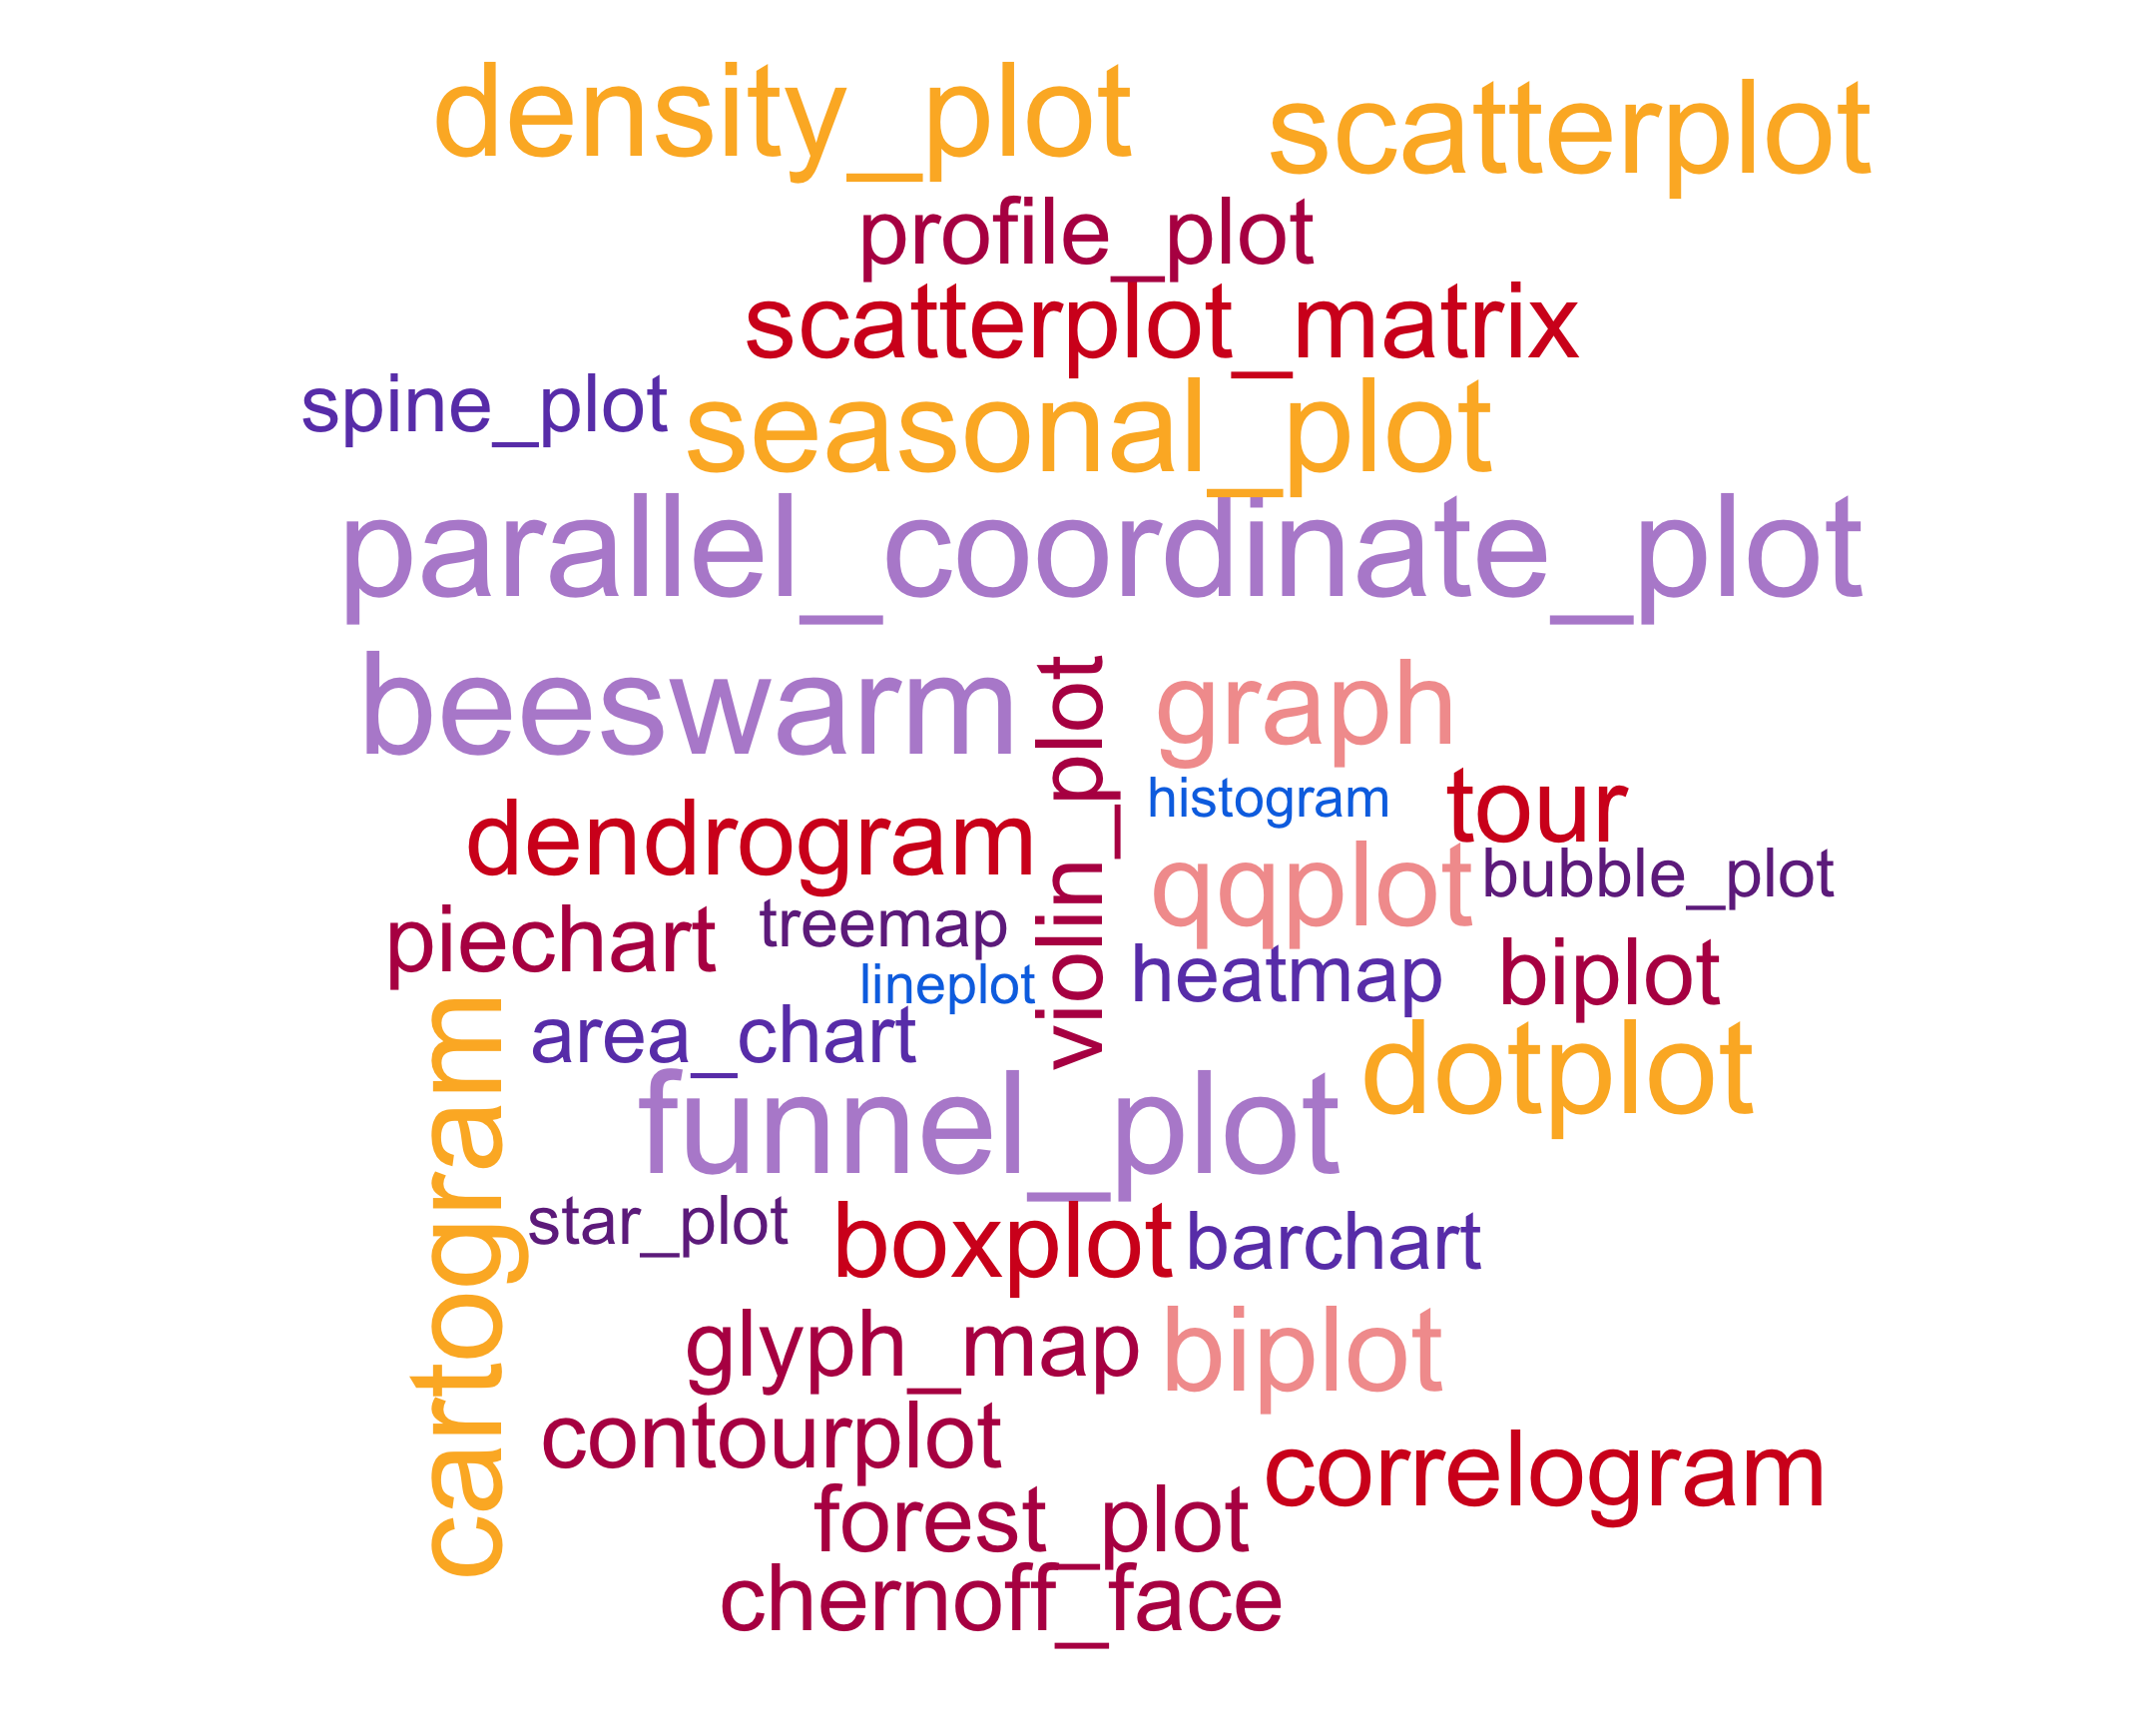 density_plot
scatterplot
profile_plot
scatterplot_matrix
spine_plot
seasonal_plot
parallel_coordinate_plot
beeswarm
violin_plot
graph
histogram
tour
dendrogram
qqplot
bubble_plot
piechart
treemap
lineplot
heatmap
biplot
cartogram
area_chart
dotplot
funnel_plot
star_plot
boxplot
barchart
glyph_map
biplot
contourplot
correlogram
forest_plot
chernoff_face